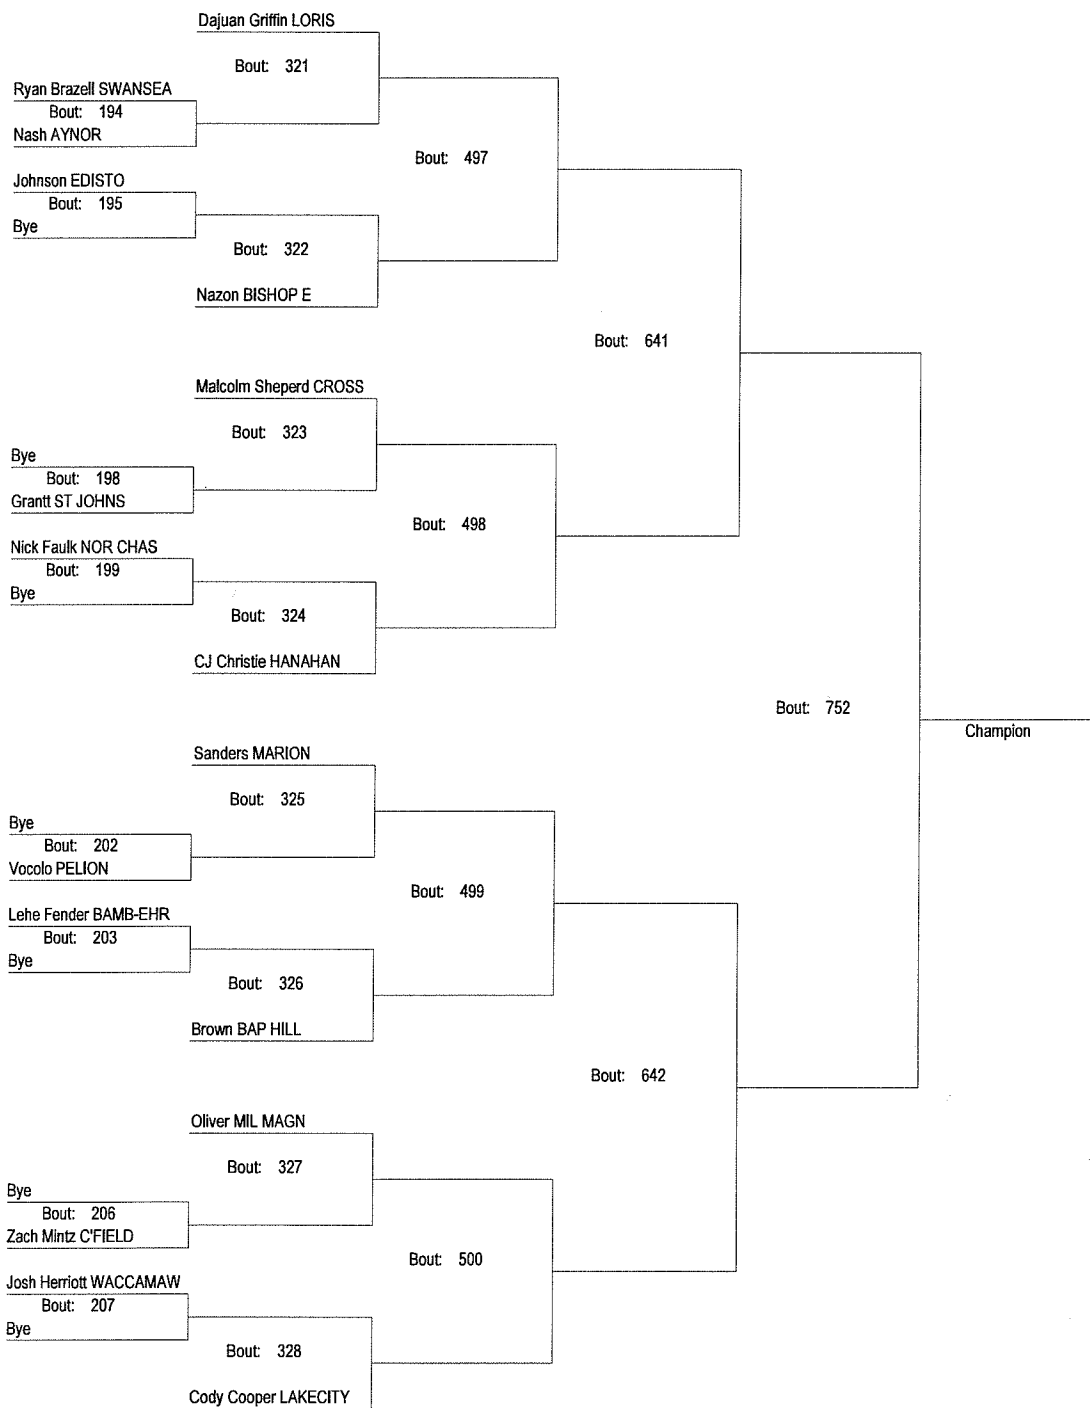 Dajuan Griffin LORIS
Bout: 321
Ryan Brazell SWANSEA
Bout: 194
Nash AYNOR
Bout: 497
Johnson EDISTO
Bout: 195
Bye
Bout: 322
Nazon BISHOP E
Bout: 641
Malcolm Sheperd CROSS
Bout: 323
Bye
Bout: 198
Grantt ST JOHNS
Bout: 498
Nick Faulk NOR CHAS
Bout: 199
Bye
Bout: 324
CJ Christie HANAHAN
Bout: 752
Champion
Sanders MARION
Bout: 325
Bye
Bout: 202
Vocolo PELION
Bout: 499
Lehe Fender BAMB-EHR
Bout: 203
Bye
Bout: 326
Brown BAP HILL
Bout: 642
Oliver MIL MAGN
Bout: 327
Bye
Bout: 206
Zach Mintz C'FIELD
Bout: 500
Josh Herriott WACCAMAW
Bout: 207
Bye
Bout: 328
Cody Cooper LAKECITY